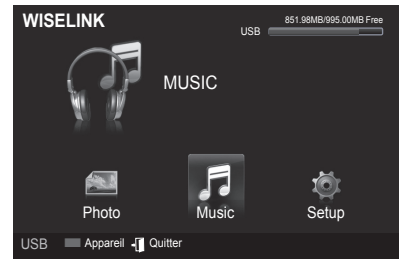 WISELINK
851.98MB/995.00MB Free
USB
MUSIC
Photo Music Setup
USB Appareil Quitter